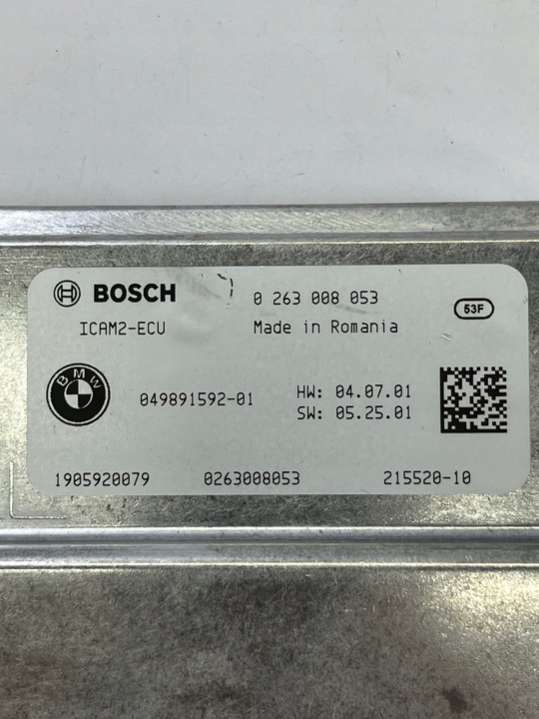 BOSCH 0 263 008 053
53F
ICAM2-ECU Made in Romania
BMW
049891592-01 HW: 04.07.01
SW: 05.25.01
1905920079 0263008053 215520-10